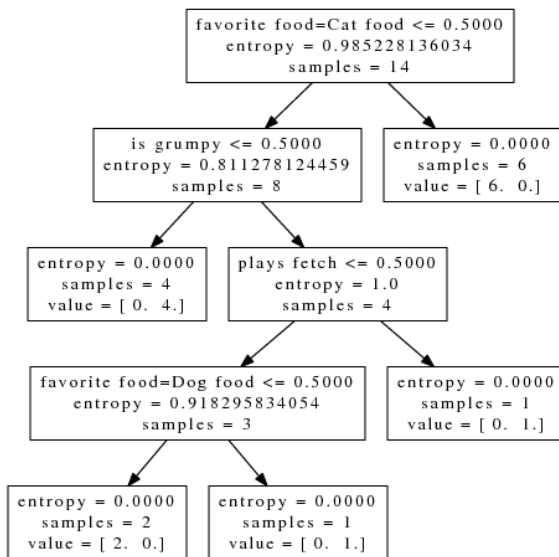 favorite food=Cat food <= 0.5000
entropy = 0.985228136034
samples = 14
is grumpy <= 0.5000
entropy = 0.811278124459
samples = 8
entropy = 0.0000
samples = 6
value = [ 6. 0.]
entropy = 0.0000
samples = 4
value = [ 0. 4.]
plays fetch <= 0.5000
entropy = 1.0
samples = 4
favorite food=Dog food <= 0.5000
entropy = 0.918295834054
samples = 3
entropy = 0.0000
samples = 1
value = [ 0. 1.]
entropy = 0.0000
samples = 2
value = [ 2. 0.]
entropy = 0.0000
samples = 1
value = [ 0. 1.]